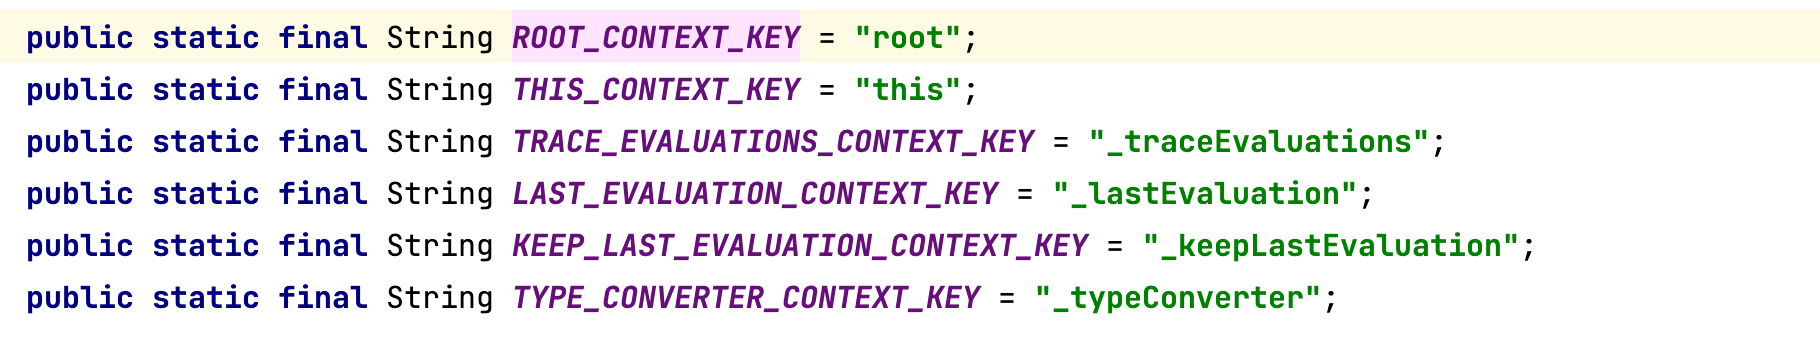 public static final String ROOT_CONTEXT_KEY = "root";
public static final String THIS_CONTEXT_KEY = "this";
public static final String TRACE_EVALUATIONS_CONTEXT_KEY = "_traceEvaluations";
public static final String LAST_EVALUATION_CONTEXT_KEY = "_lastEvaluation";
public static final String KEEP_LAST_EVALUATION_CONTEXT_KEY = "_keepLastEvaluation";
public static final String TYPE_CONVERTER_CONTEXT_KEY = "_typeConverter";